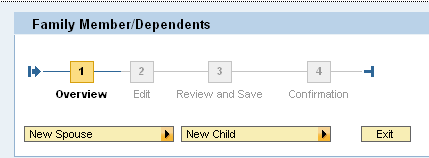 Family Member/Dependents
1 2 3 4
Overview Edit Review and Save Confirmation
New Spouse New Child Exit